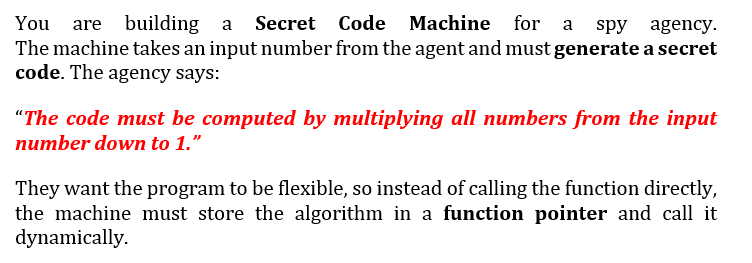 You are building a Secret Code Machine for a spy agency.
The machine takes an input number from the agent and must generate a secret
code. The agency says:
“The code must be computed by multiplying all numbers from the input
number down to 1.”
They want the program to be flexible, so instead of calling the function directly,
the machine must store the algorithm in a function pointer and call it
dynamically.